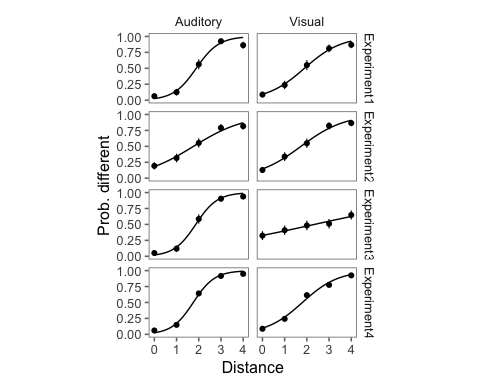 Auditory Visual
1.00
0.75
0.50
0.25
0.00
Experiment1
1.00
0.75
0.50
0.25
0.00
Experiment2
1.00
0.75
0.50
0.25
0.00
Experiment3
1.00
0.75
0.50
0.25
0.00
Experiment4
Prob. different
0 1 2 3 4 0 1 2 3 4
Distance